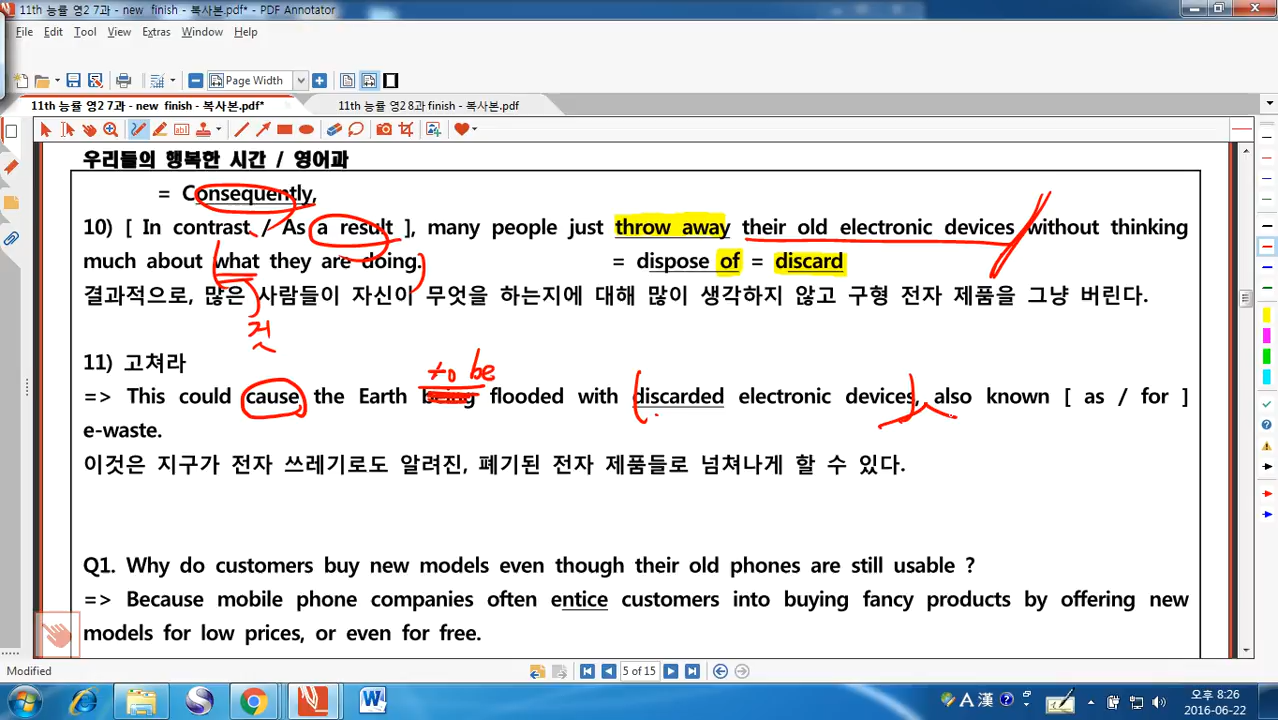 11th 능률 영2 7과 - new finish - 복사본.pdf* - PDF Annotator
File Edit Tool View Extras Window Help
Page Width
11th 능률 영2 7과 - new finish - 복사본.pdf* 11th 능률 영2 8과 finish - 복사본.pdf
우리들의 행복한 시간 / 영어과
= Consequently,
10) [ In contrast / As a result ], many people just throw away their old electronic devices without thinking
much about what they are doing. = dispose of = discard
결과적으로, 많은 사람들이 자신이 무엇을 하는지에 대해 많이 생각하지 않고 구형 전자 제품을 그냥 버린다.
11) 고쳐라
to be
=> This could cause the Earth being flooded with discarded electronic devices, also known [ as / for ]
e-waste.
이것은 지구가 전자 쓰레기로도 알려진, 폐기된 전자 제품들로 넘쳐나게 할 수 있다.
Q1. Why do customers buy new models even though their old phones are still usable ?
=> Because mobile phone companies often entice customers into buying fancy products by offering new
models for low prices, or even for free.
Modified 5 of 15
A 漢
오후 8:26
2016-06-22